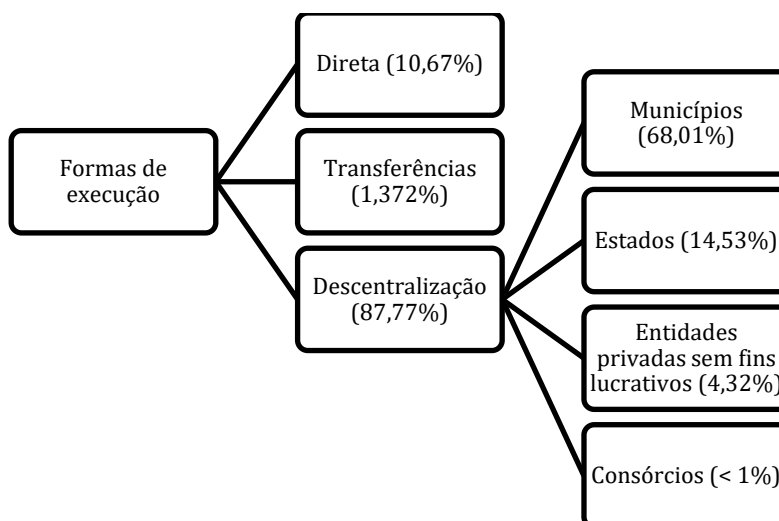 Formas de
execução
Direta (10,67%)
Transferências
(1,372%)
Descentralização
(87,77%)
Municípios
(68,01%)
Estados (14,53%)
Entidades
privadas sem fins
lucrativos (4,32%)
Consórcios (< 1%)